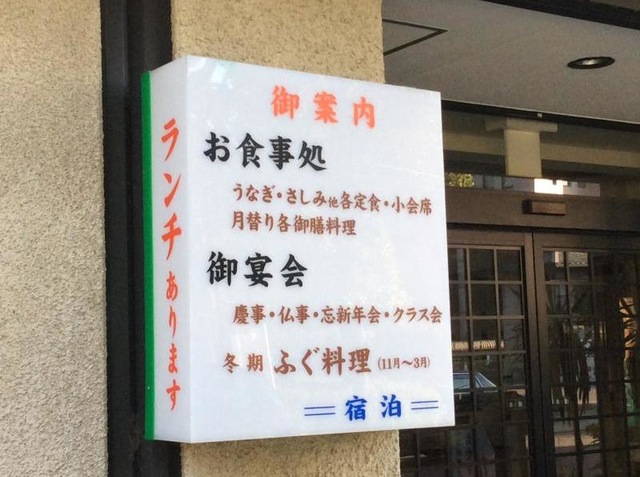 御案内
お食事処
うなぎ・さしみ他各定食・小会席
月替り各御膳料理
御宴会
慶事・仏事・忘新年会・クラス会
冬期 ふぐ料理(11月〜3月)
宿泊
ランチあります